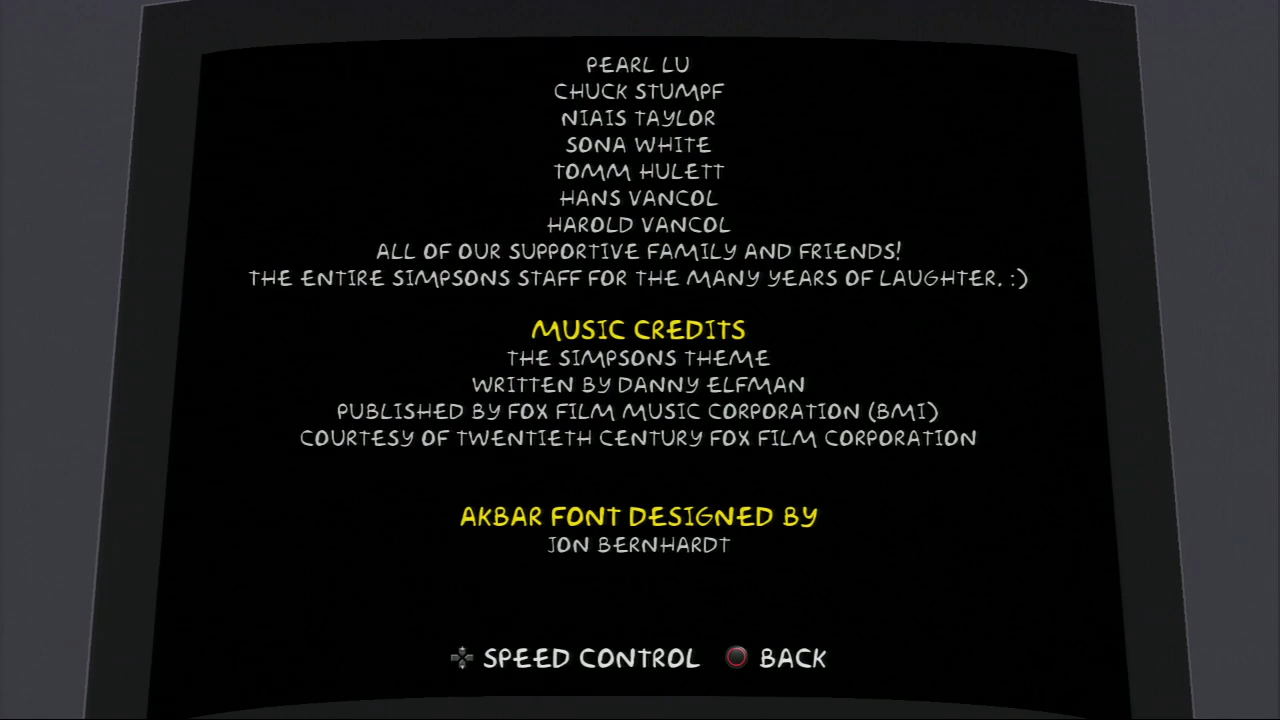 PEARL LU
CHUCK STUMPF
NIAIS TAYLOR
SONA WHITE
TOMM HULETT
HANS VANCOL
HAROLD VANCOL
ALL OF OUR SUPPORTIVE FAMILY AND FRIENDS!
THE ENTIRE SIMPSONS STAFF FOR THE MANY YEARS OF LAUGHTER. :)
MUSIC CREDITS
THE SIMPSONS THEME
WRITTEN BY DANNY ELFMAN
PUBLISHED BY FOX FILM MUSIC CORPORATION (BMI)
COURTESY OF TWENTIETH CENTURY FOX FILM CORPORATION
AKBAR FONT DESIGNED BY
JON BERNHARDT
SPEED CONTROL BACK